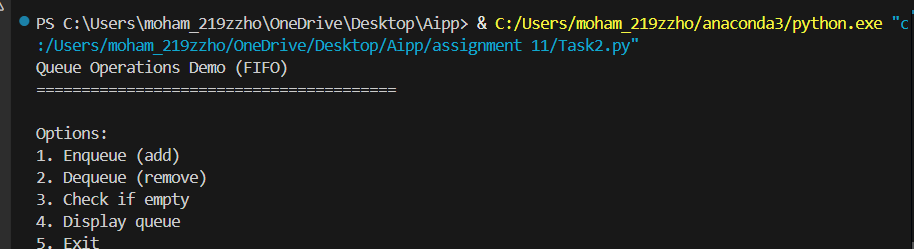 PS C:\Users\moham_219zzho\OneDrive\Desktop\Aipp> & C:/Users/moham_219zzho/anaconda3/python.exe "c
:/Users/moham_219zzho/OneDrive/Desktop/Aipp/assignment 11/Task2.py"
Queue Operations Demo (FIFO)
========================================
Options:
1. Enqueue (add)
2. Dequeue (remove)
3. Check if empty
4. Display queue
5. Exit